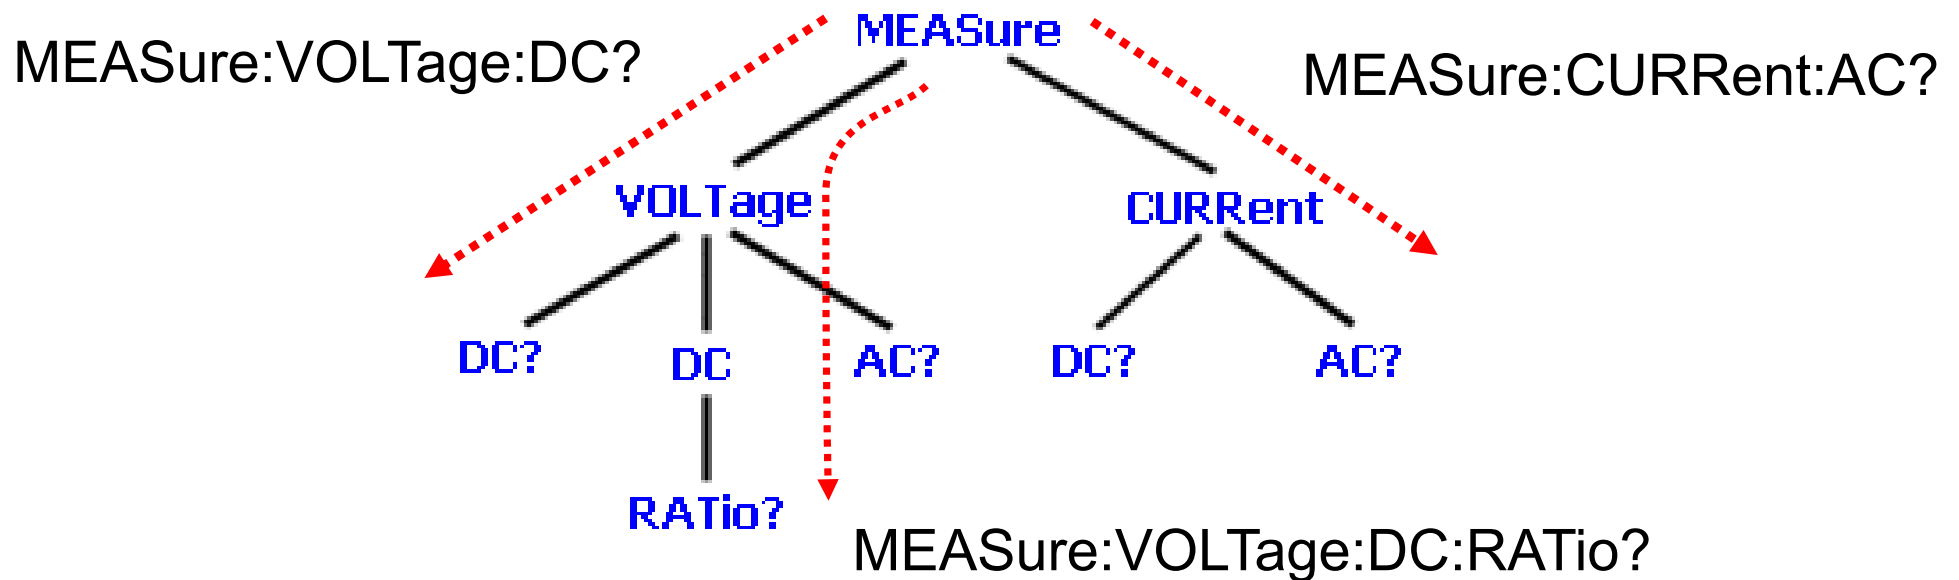 MEASure
MEASure:VOLTage:DC?
MEASure:CURRent:AC?
VOLTage
CURRent
DC?
DC
AC?
DC?
AC?
RATio?
MEASure:VOLTage:DC:RATio?